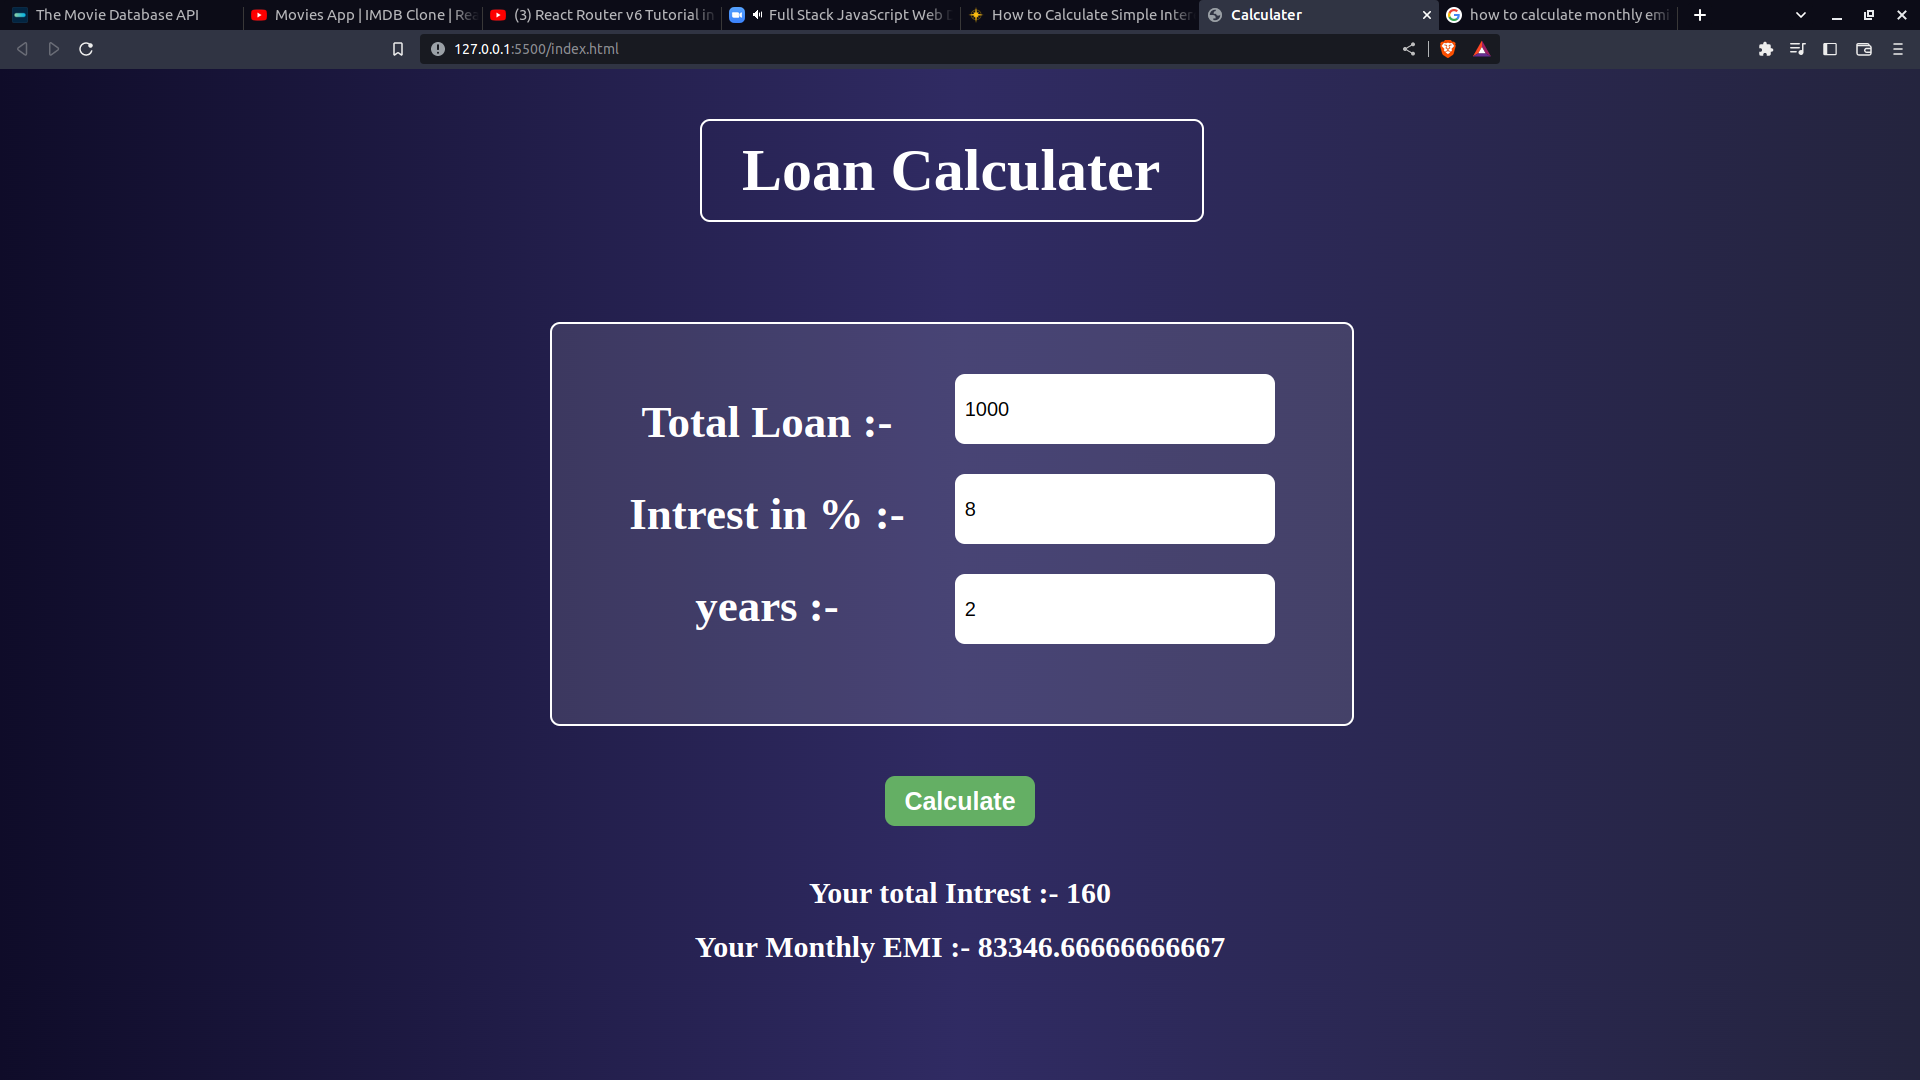 The Movie Database API
Movies App | IMDB Clone | Rea
(3) React Router v6 Tutorial in
Full Stack JavaScript Web D
How to Calculate Simple Inter
Calculater
how to calculate monthly emi
127.0.0.1:5500/index.html
Loan Calculater
Total Loan :-
1000
Intrest in % :-
8
years :-
2
Calculate
Your total Intrest :- 160
Your Monthly EMI :- 83346.66666666667